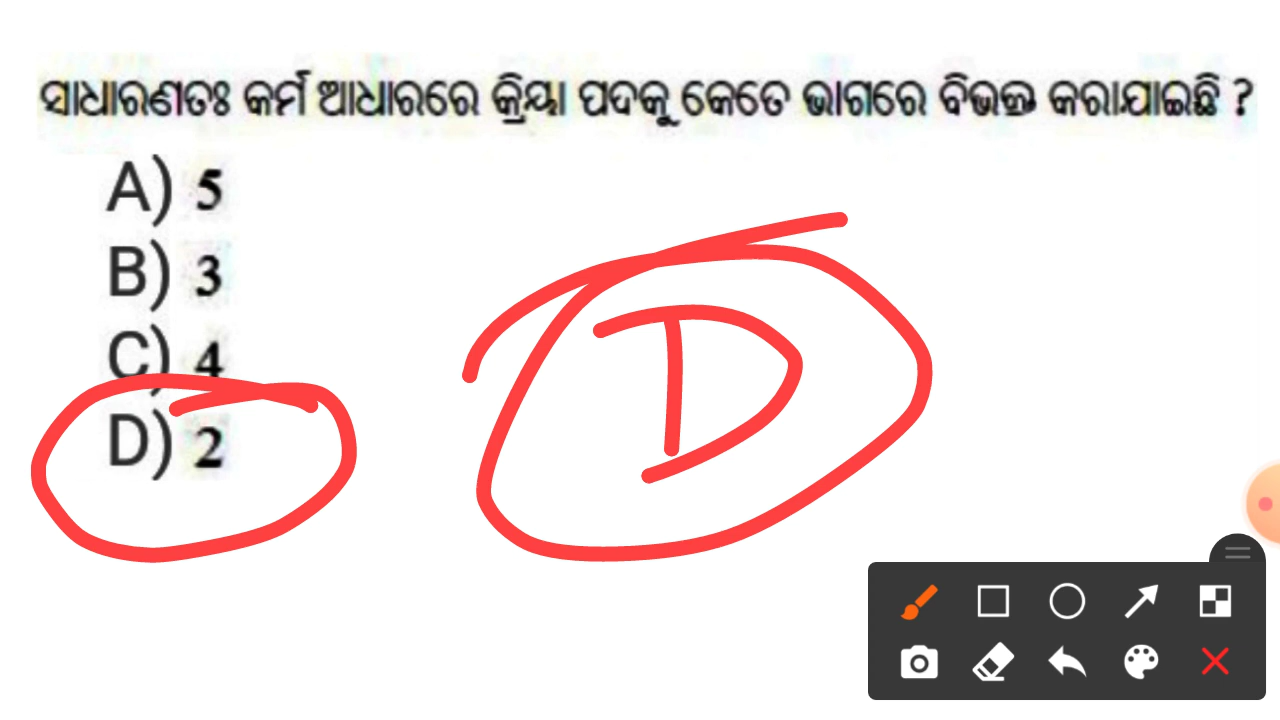 ସାଧାରଣତଃ କର୍ମ ଆଧାରରେ କ୍ରିୟା ପଦକୁ କେତେ ଭାଗରେ ବିଭକ୍ତ କରାଯାଇଛି ?
A) 5
B) 3
C) 4
D) 2
D